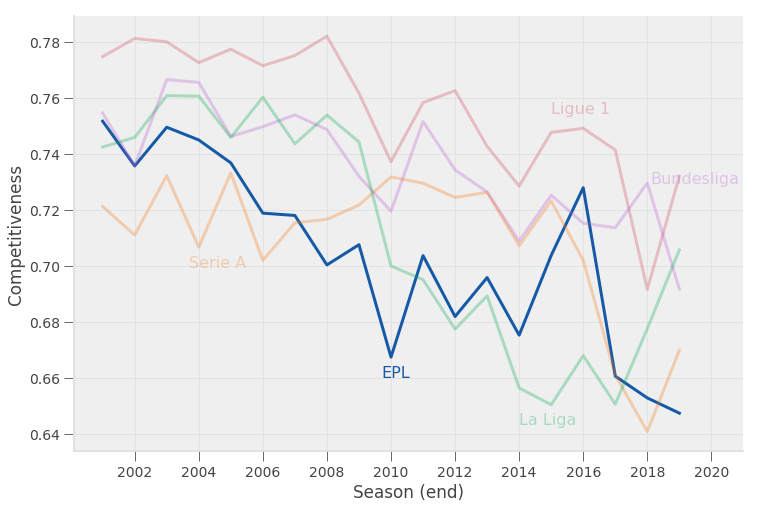 0.78
0.76
0.74
0.72
0.70
0.68
0.66
0.64
Competitiveness
Ligue 1
Bundesliga
Serie A
EPL
La Liga
2002 2004 2006 2008 2010 2012 2014 2016 2018 2020
Season (end)